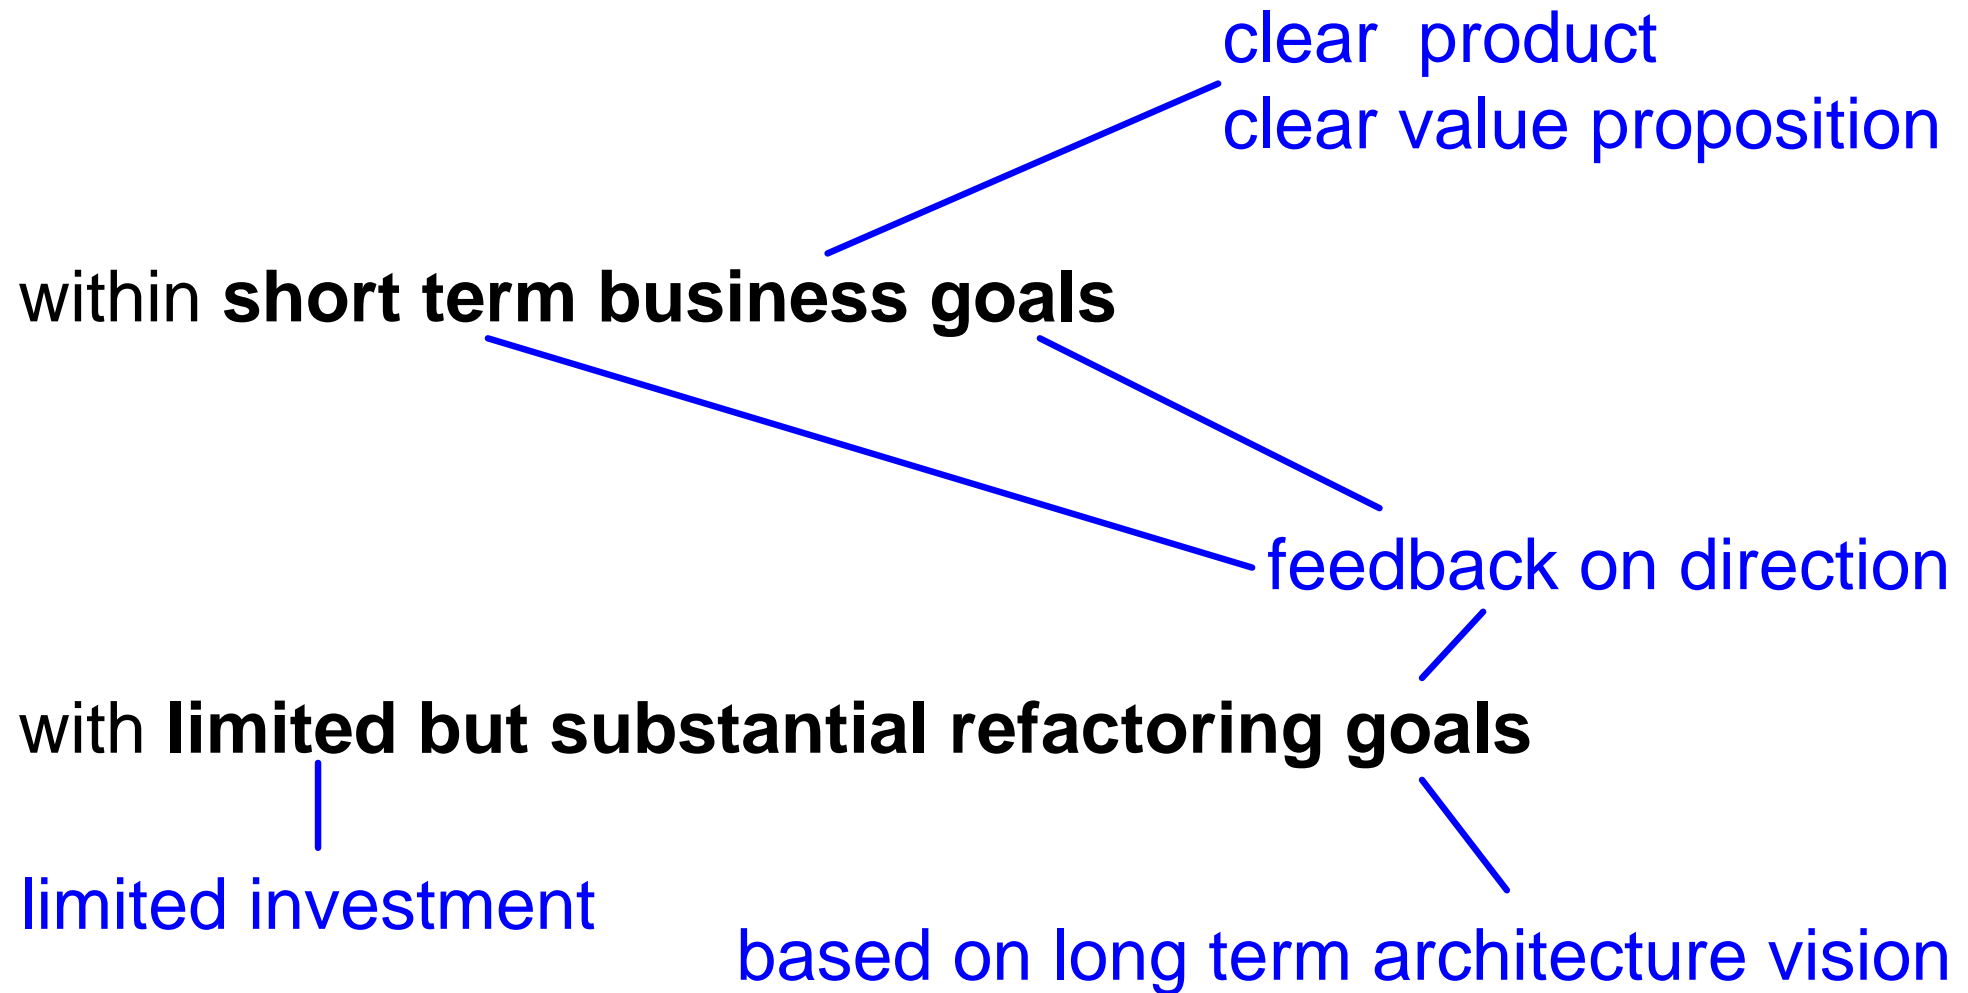 clear product
clear value proposition
within short term business goals
feedback on direction
with limited but substantial refactoring goals
limited investment
based on long term architecture vision